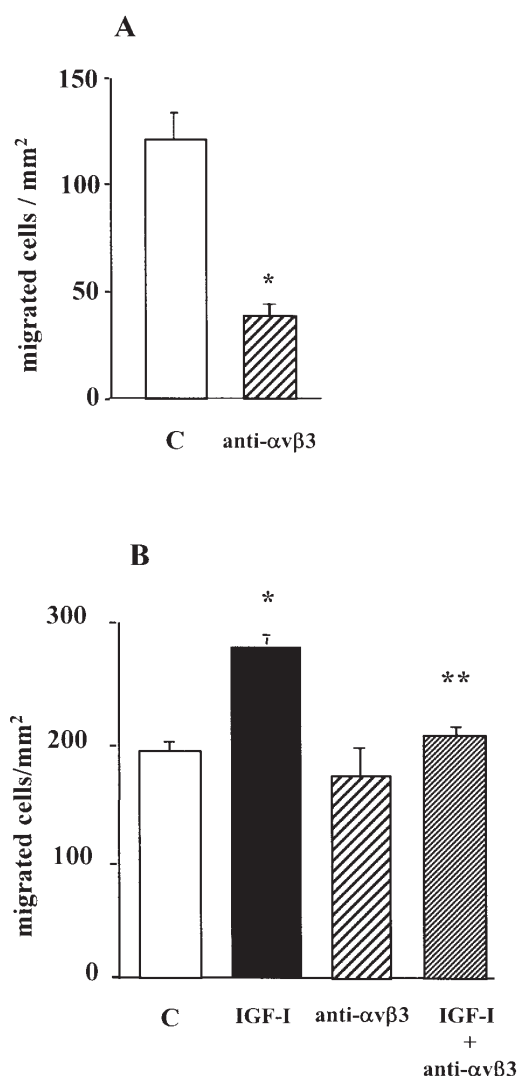 A
150
100
50
0
migrated cells / mm²
*
C anti-αvβ3
B
300
200
100
0
migrated cells/mm²
*
**
C IGF-I anti-αvβ3 IGF-I
+
anti-αvβ3